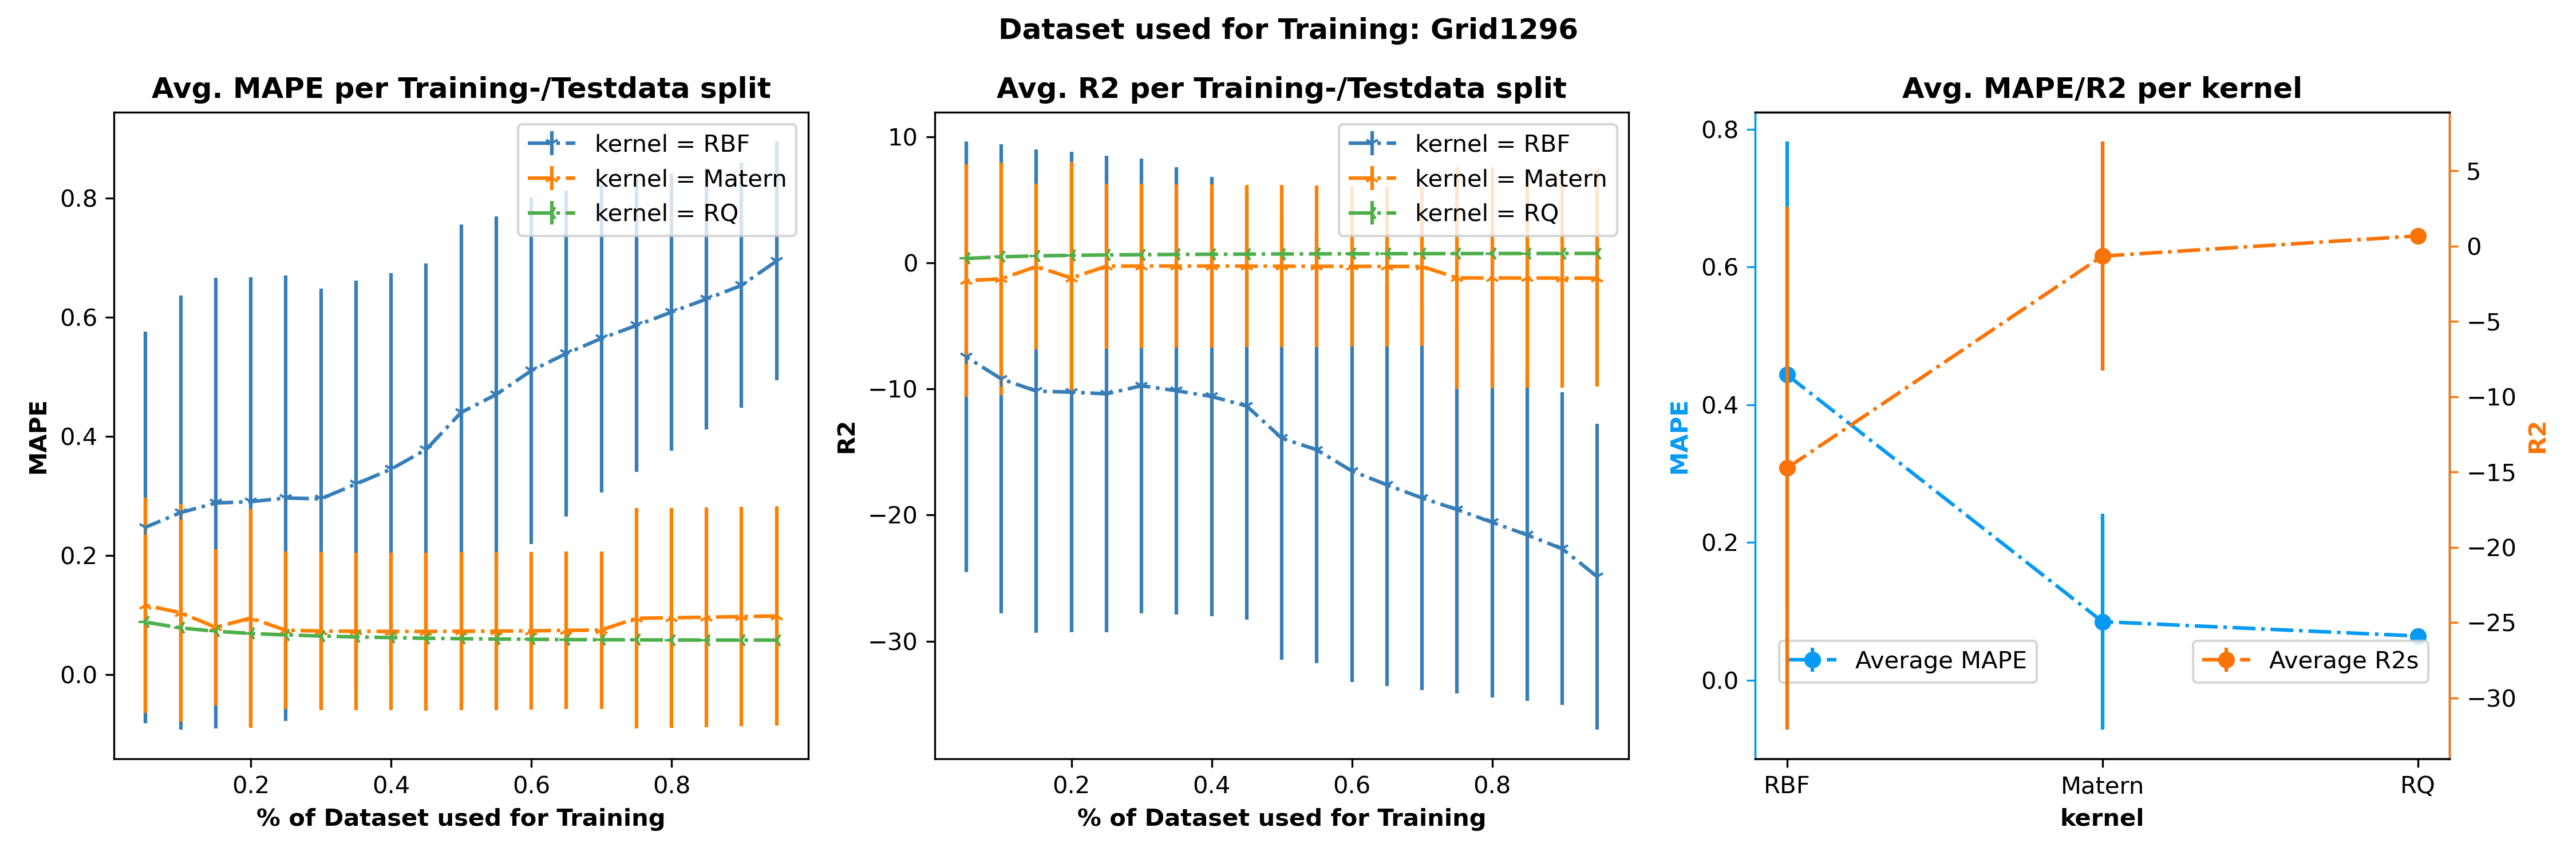 Dataset used for Training: Grid1296
Avg. MAPE per Training-/Testdata split
kernel = RBF
kernel = Matern
kernel = RQ
0.8
0.6
0.4
0.2
0.0
MAPE
0.2
0.4
0.6
0.8
% of Dataset used for Training
Avg. R2 per Training-/Testdata split
kernel = RBF
kernel = Matern
kernel = RQ
10
0
−10
−20
−30
R2
0.2
0.4
0.6
0.8
% of Dataset used for Training
Avg. MAPE/R2 per kernel
0.8
0.6
0.4
0.2
0.0
MAPE
5
0
−5
−10
−15
−20
−25
−30
R2
Average MAPE
Average R2s
RBF
Matern
RQ
kernel